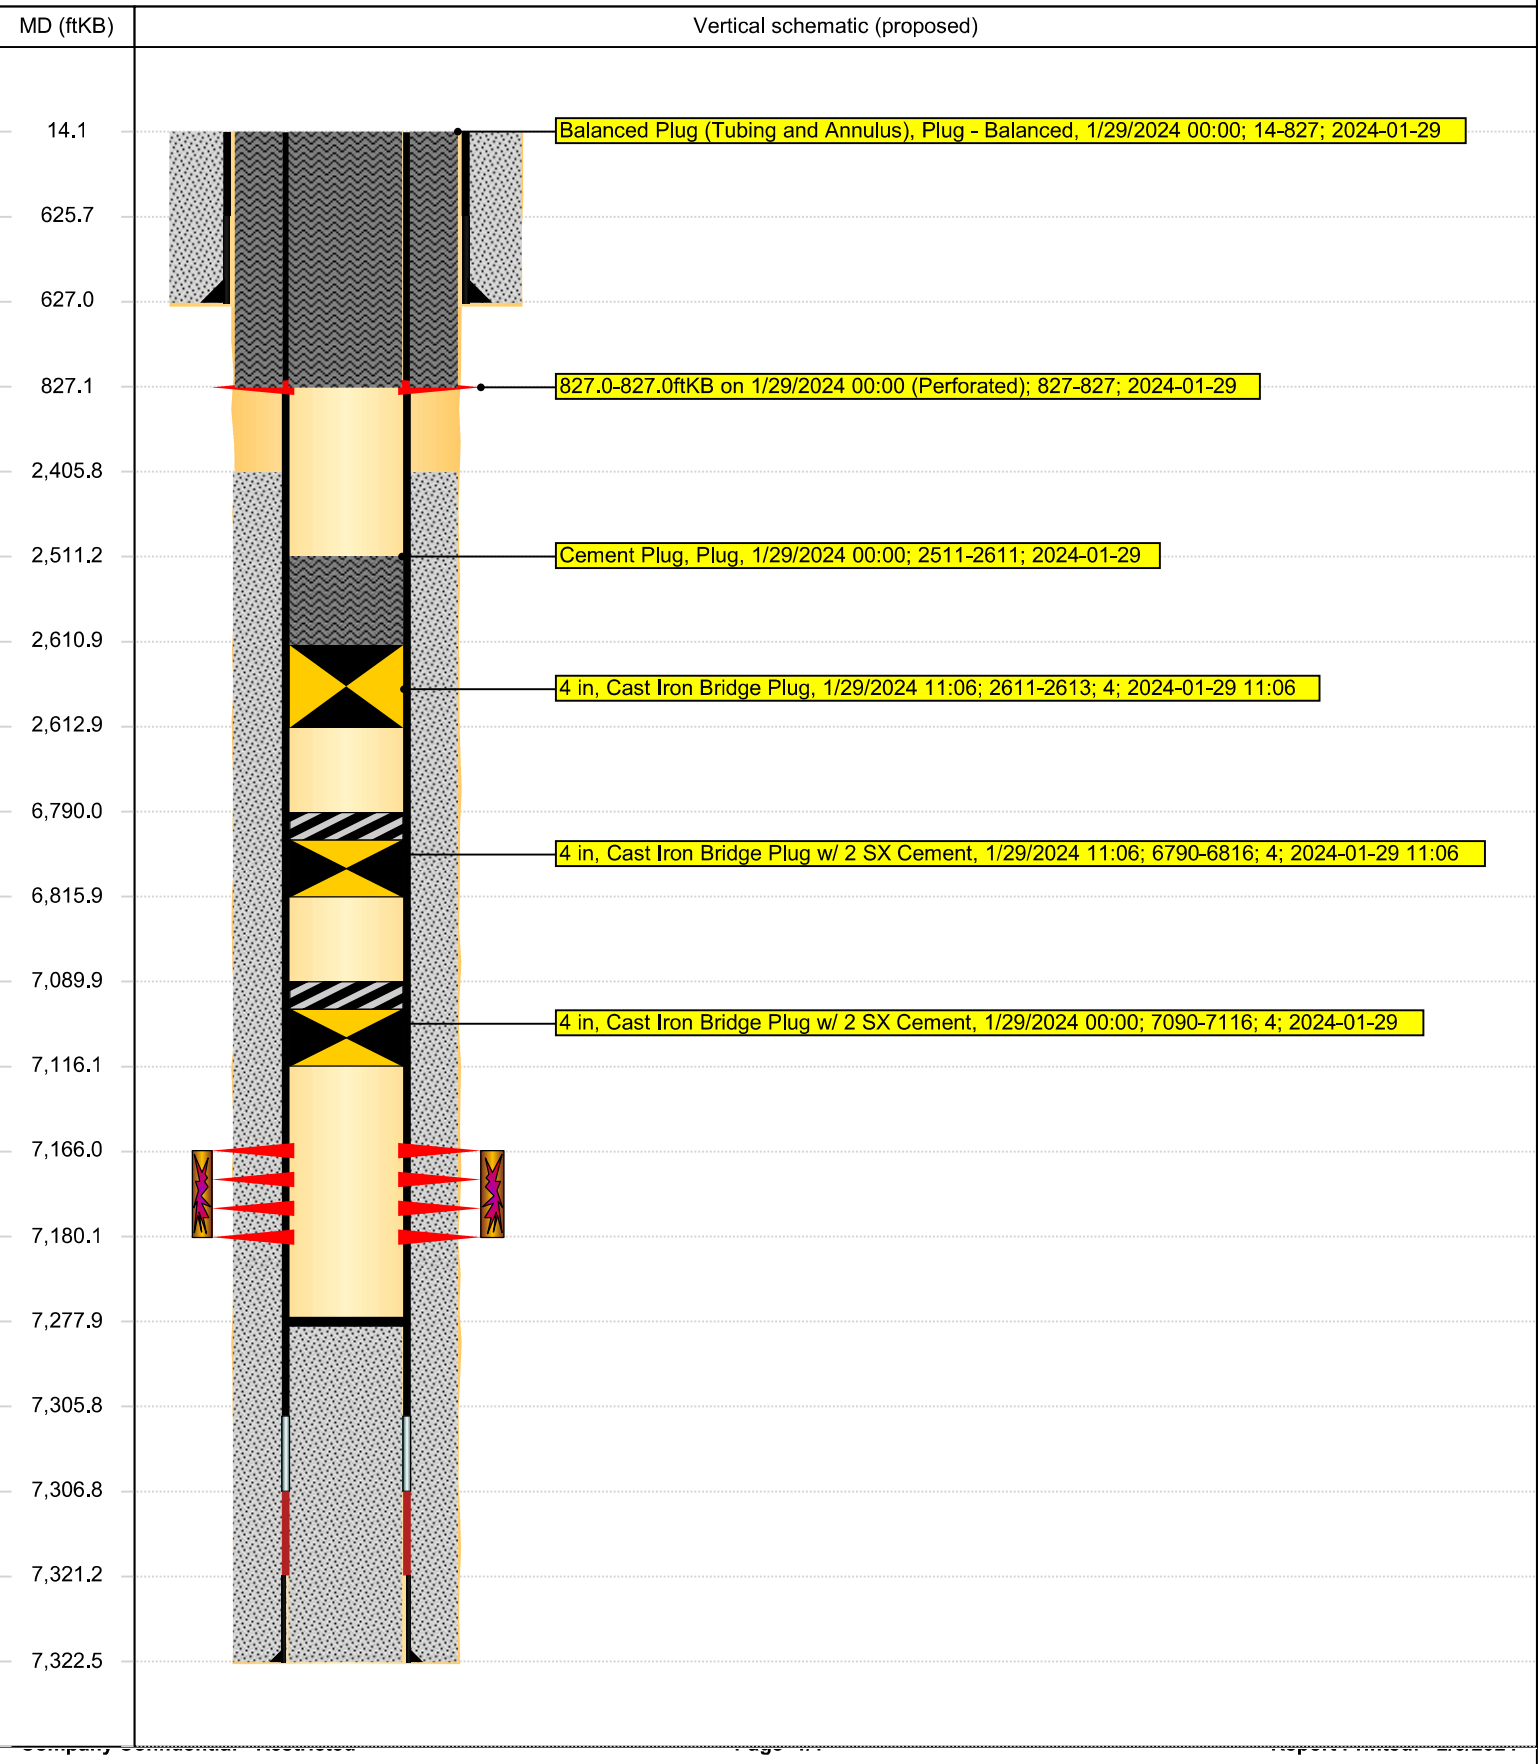 MD (ftKB)
Vertical schematic (proposed)
14.1
Balanced Plug (Tubing and Annulus), Plug - Balanced, 1/29/2024 00:00; 14-827; 2024-01-29
625.7
627.0
827.1
827.0-827.0ftKB on 1/29/2024 00:00 (Perforated); 827-827; 2024-01-29
2,405.8
2,511.2
Cement Plug, Plug, 1/29/2024 00:00; 2511-2611; 2024-01-29
2,610.9
4 in, Cast Iron Bridge Plug, 1/29/2024 11:06; 2611-2613; 4; 2024-01-29 11:06
2,612.9
6,790.0
4 in, Cast Iron Bridge Plug w/ 2 SX Cement, 1/29/2024 11:06; 6790-6816; 4; 2024-01-29 11:06
6,815.9
7,089.9
4 in, Cast Iron Bridge Plug w/ 2 SX Cement, 1/29/2024 00:00; 7090-7116; 4; 2024-01-29
7,116.1
7,166.0
7,180.1
7,277.9
7,305.8
7,306.8
7,321.2
7,322.5